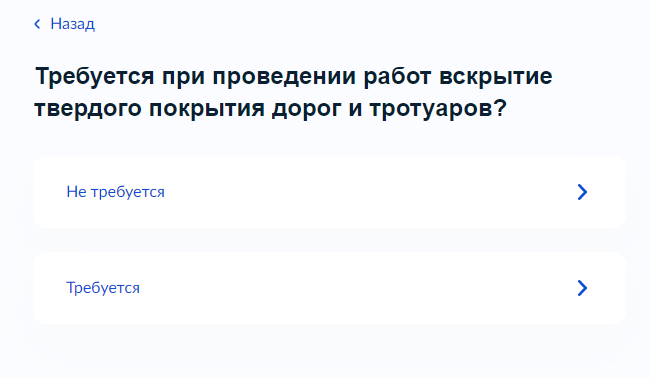 Назад
Требуется при проведении работ вскрытие
твердого покрытия дорог и тротуаров?
Не требуется
Требуется